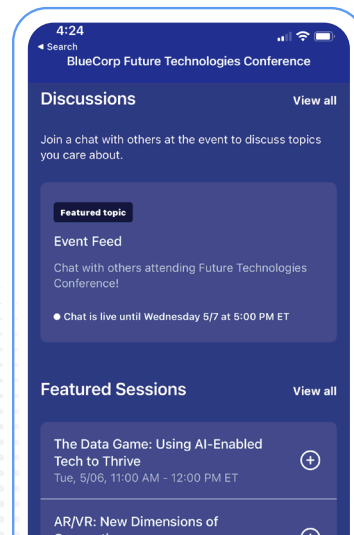 4:24
Search
BlueCorp Future Technologies Conference
Discussions
View all
Join a chat with others at the event to discuss topics
you care about.
Featured topic
Event Feed
Chat with others attending Future Technologies
Conference!
Chat is live until Wednesday 5/7 at 5:00 PM ET
Featured Sessions
View all
The Data Game: Using AI-Enabled
Tech to Thrive
Tue, 5/06, 11:00 AM - 12:00 PM ET
AR/VR: New Dimensions of